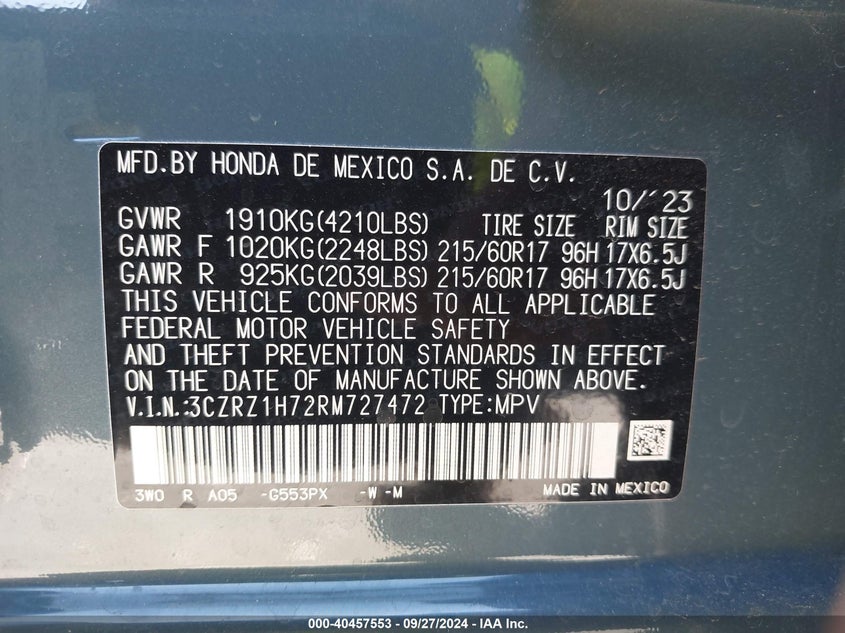 MFD.BY HONDA DE MEXICO S.A. DE C.V.
10/´23
GVWR 1910KG(4210LBS) TIRE SIZE RIM SIZE
GAWR F 1020KG(2248LBS) 215/60R17 96H 17X6.5J
GAWR R 925KG(2039LBS) 215/60R17 96H 17X6.5J
THIS VEHICLE CONFORMS TO ALL APPLICABLE
FEDERAL MOTOR VEHICLE SAFETY
AND THEFT PREVENTION STANDARDS IN EFFECT
ON THE DATE OF MANUFACTURE SHOWN ABOVE.
V.I.N.:3CZRZ1H72RM727472 TYPE:MPV
3W0 R A05 -G553PX -W -M MADE IN MEXICO
000-40457553 - 09/27/2024 - IAA Inc.